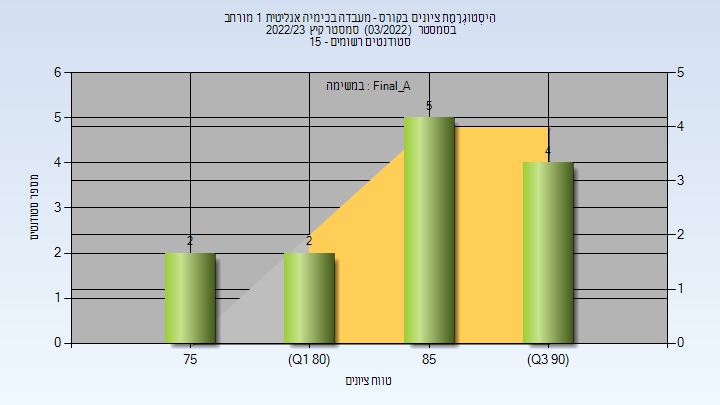 הִיסְטוֹגְרָמַת ציונים בקורס - מעבדה בכימיה אנליטית 1 מורחב
בסמסטר (03/2022) סמסטר קיץ 2022/23
סטודנטים רשומים - 15
במשימה : Final_A
מספר סטודנטים
6
5
4
3
2
1
0
5
4
3
2
1
0
2
2
5
4
75
(Q1 80)
85
(Q3 90)
טווח ציונים